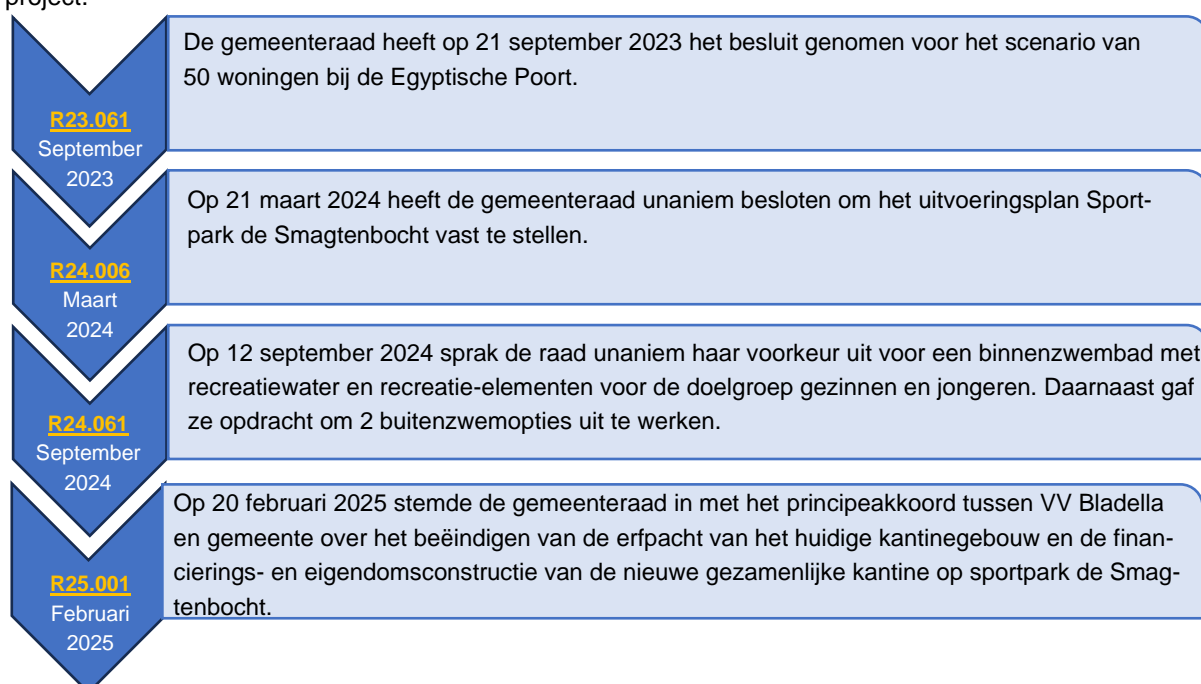 project.
De gemeenteraad heeft op 21 september 2023 het besluit genomen voor het scenario van
50 woningen bij de Egyptische Poort.
R23.061
September
2023
Op 21 maart 2024 heeft de gemeenteraad unaniem besloten om het uitvoeringsplan Sport-
park de Smagtenbocht vast te stellen.
R24.006
Maart
2024
Op 12 september 2024 sprak de raad unaniem haar voorkeur uit voor een binnenzwembad met
recreatiewater en recreatie-elementen voor de doelgroep gezinnen en jongeren. Daarnaast gaf
ze opdracht om 2 buitenzwemopties uit te werken.
R24.061
September
2024
Op 20 februari 2025 stemde de gemeenteraad in met het principeakkoord tussen VV Bladella
en gemeente over het beëindigen van de erfpacht van het huidige kantinegebouw en de finan-
cierings- en eigendomsconstructie van de nieuwe gezamenlijke kantine op sportpark de Smag-
tenbocht.
R25.001
Februari
2025